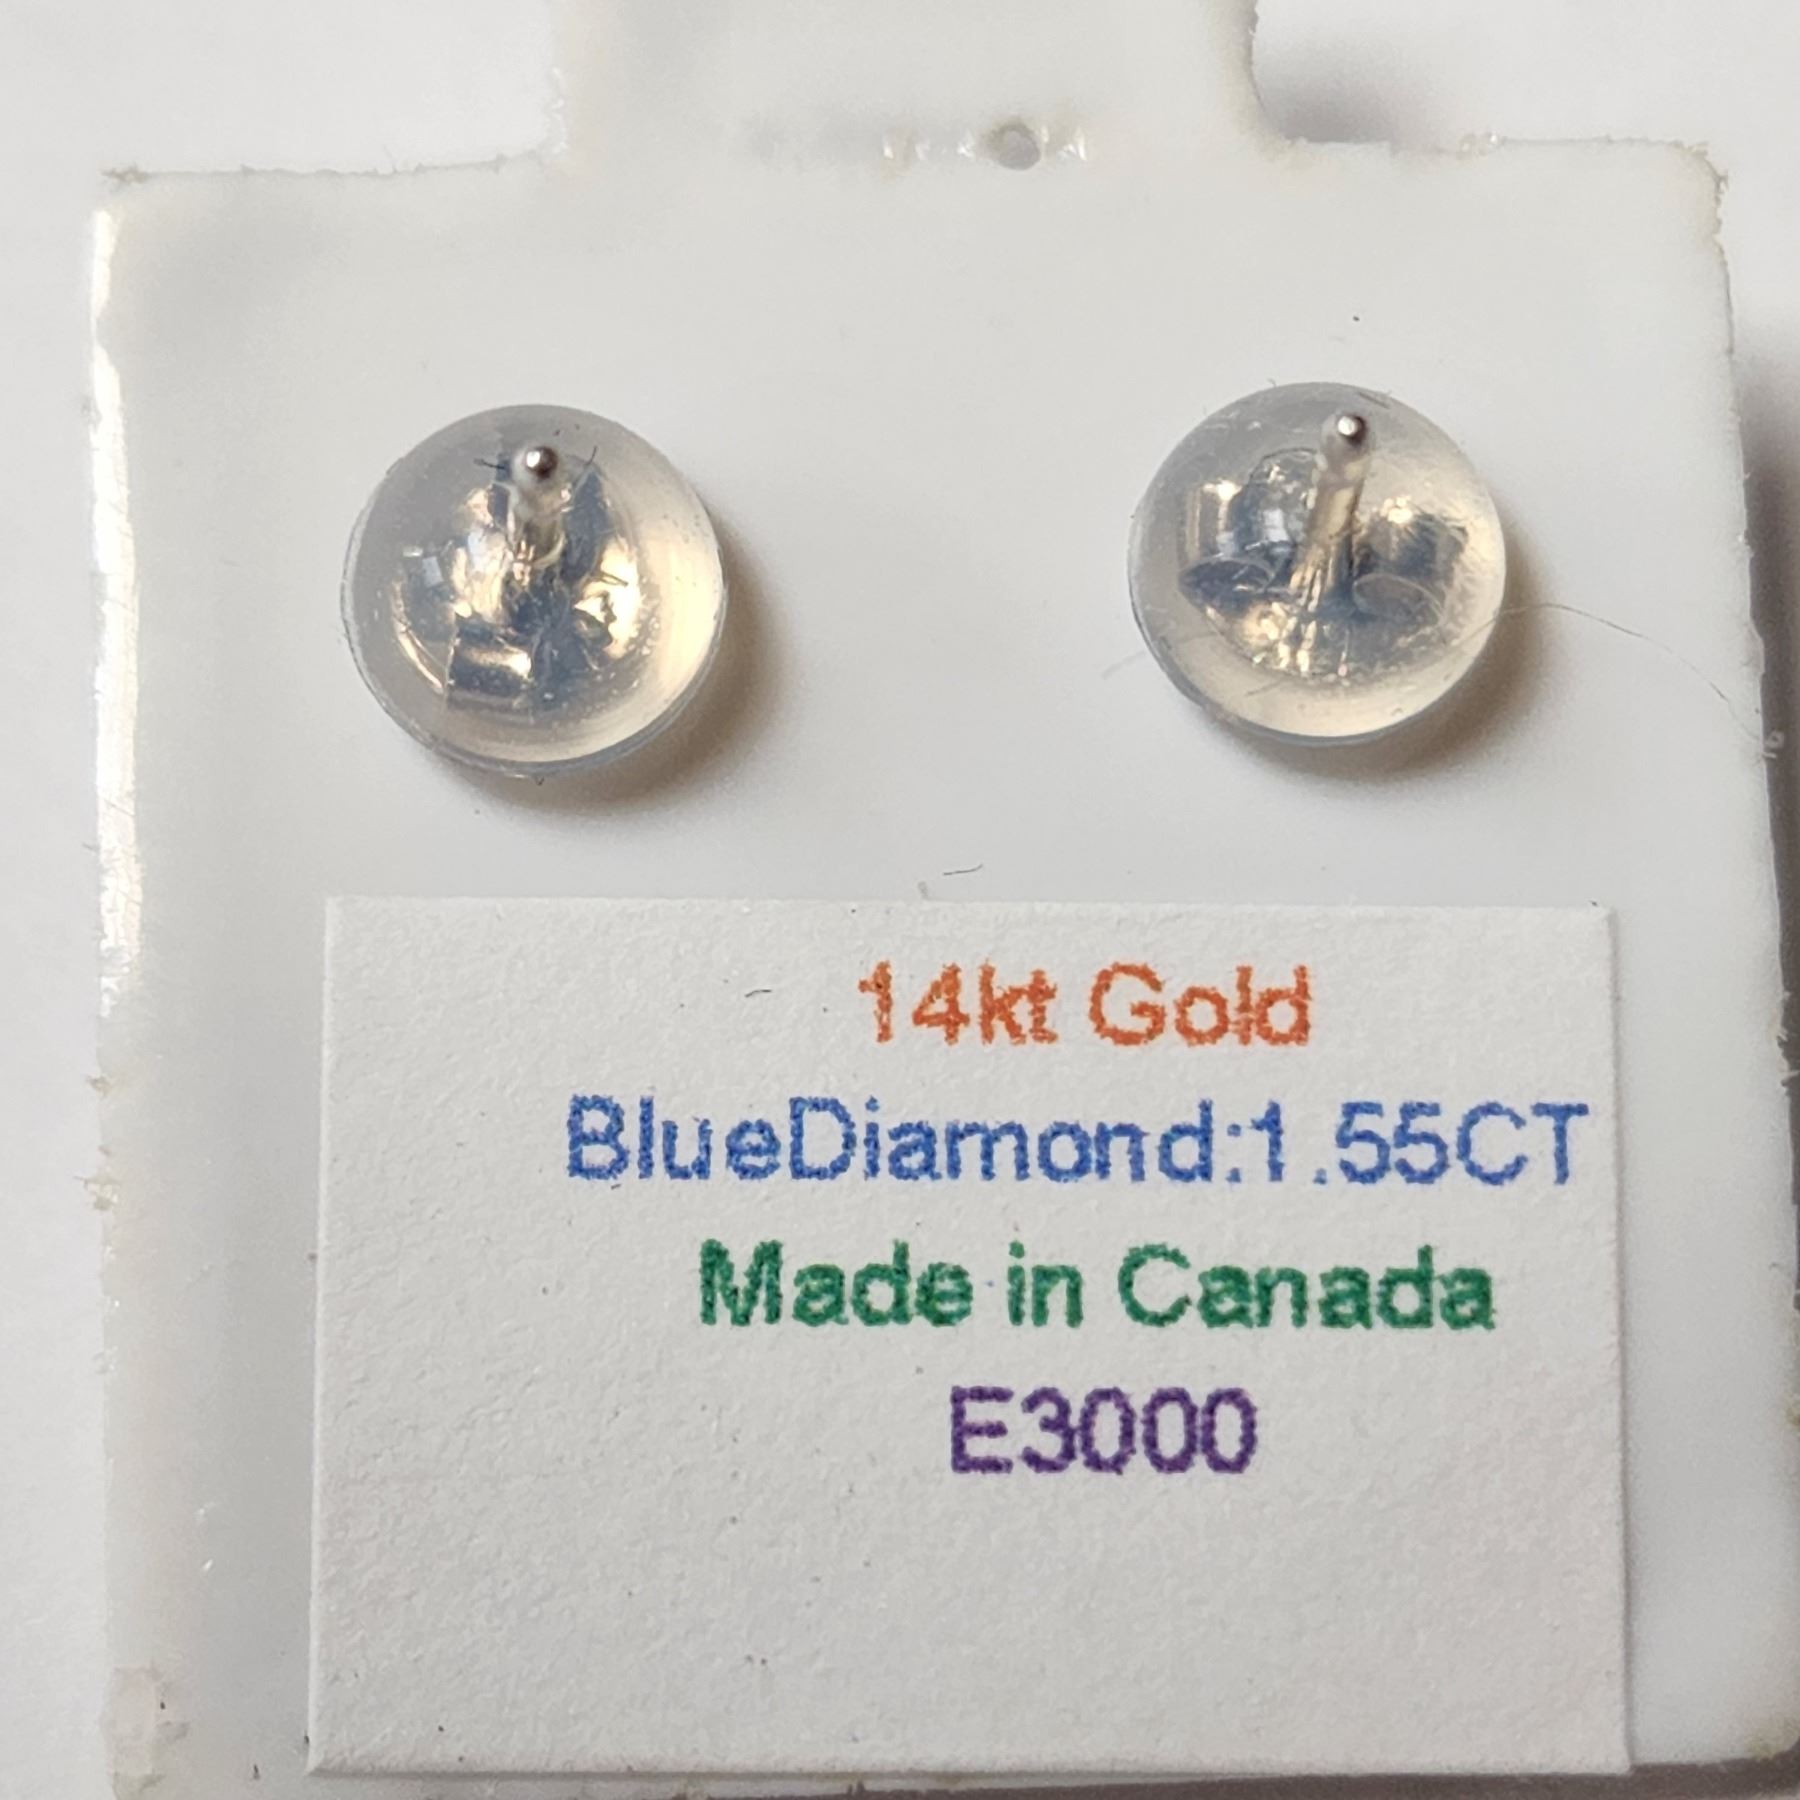 14kt Gold
BlueDiamond:1.55CT
Made in Canada
E3000